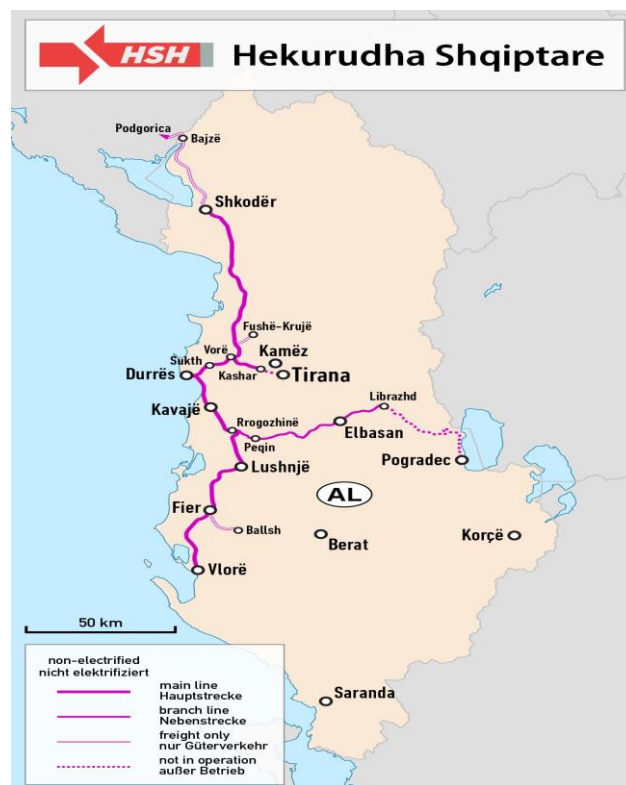 HSH Hekurudha Shqiptare
Podgorica
Bajzë
Shkodër
Fushë-Krujë
Vorë
Kamëz
Sukth
Kashar
Tirana
Durrës
Librazhd
Kavajë
Rrogozhinë
Elbasan
Peqin
Lushnjë
Pogradec
AL
Fier
Ballsh
Berat
Korçë
Vlorë
50 km
non-electrified
nicht elektrifiziert
main line
Hauptstrecke
branch line
Nebenstrecke
freight only
nur Güterverkehr
not in operation
außer Betrieb
Saranda